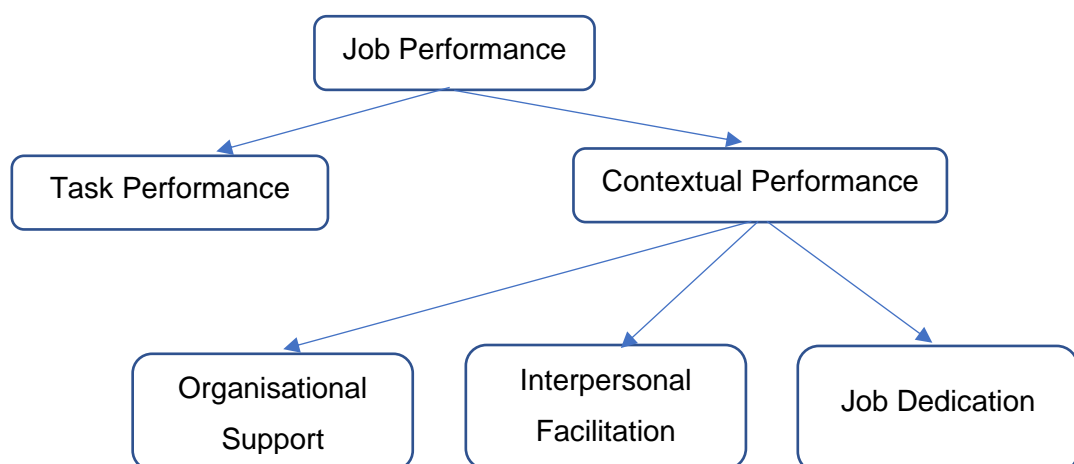 Job Performance
Task Performance
Contextual Performance
Organisational
Support
Interpersonal
Facilitation
Job Dedication